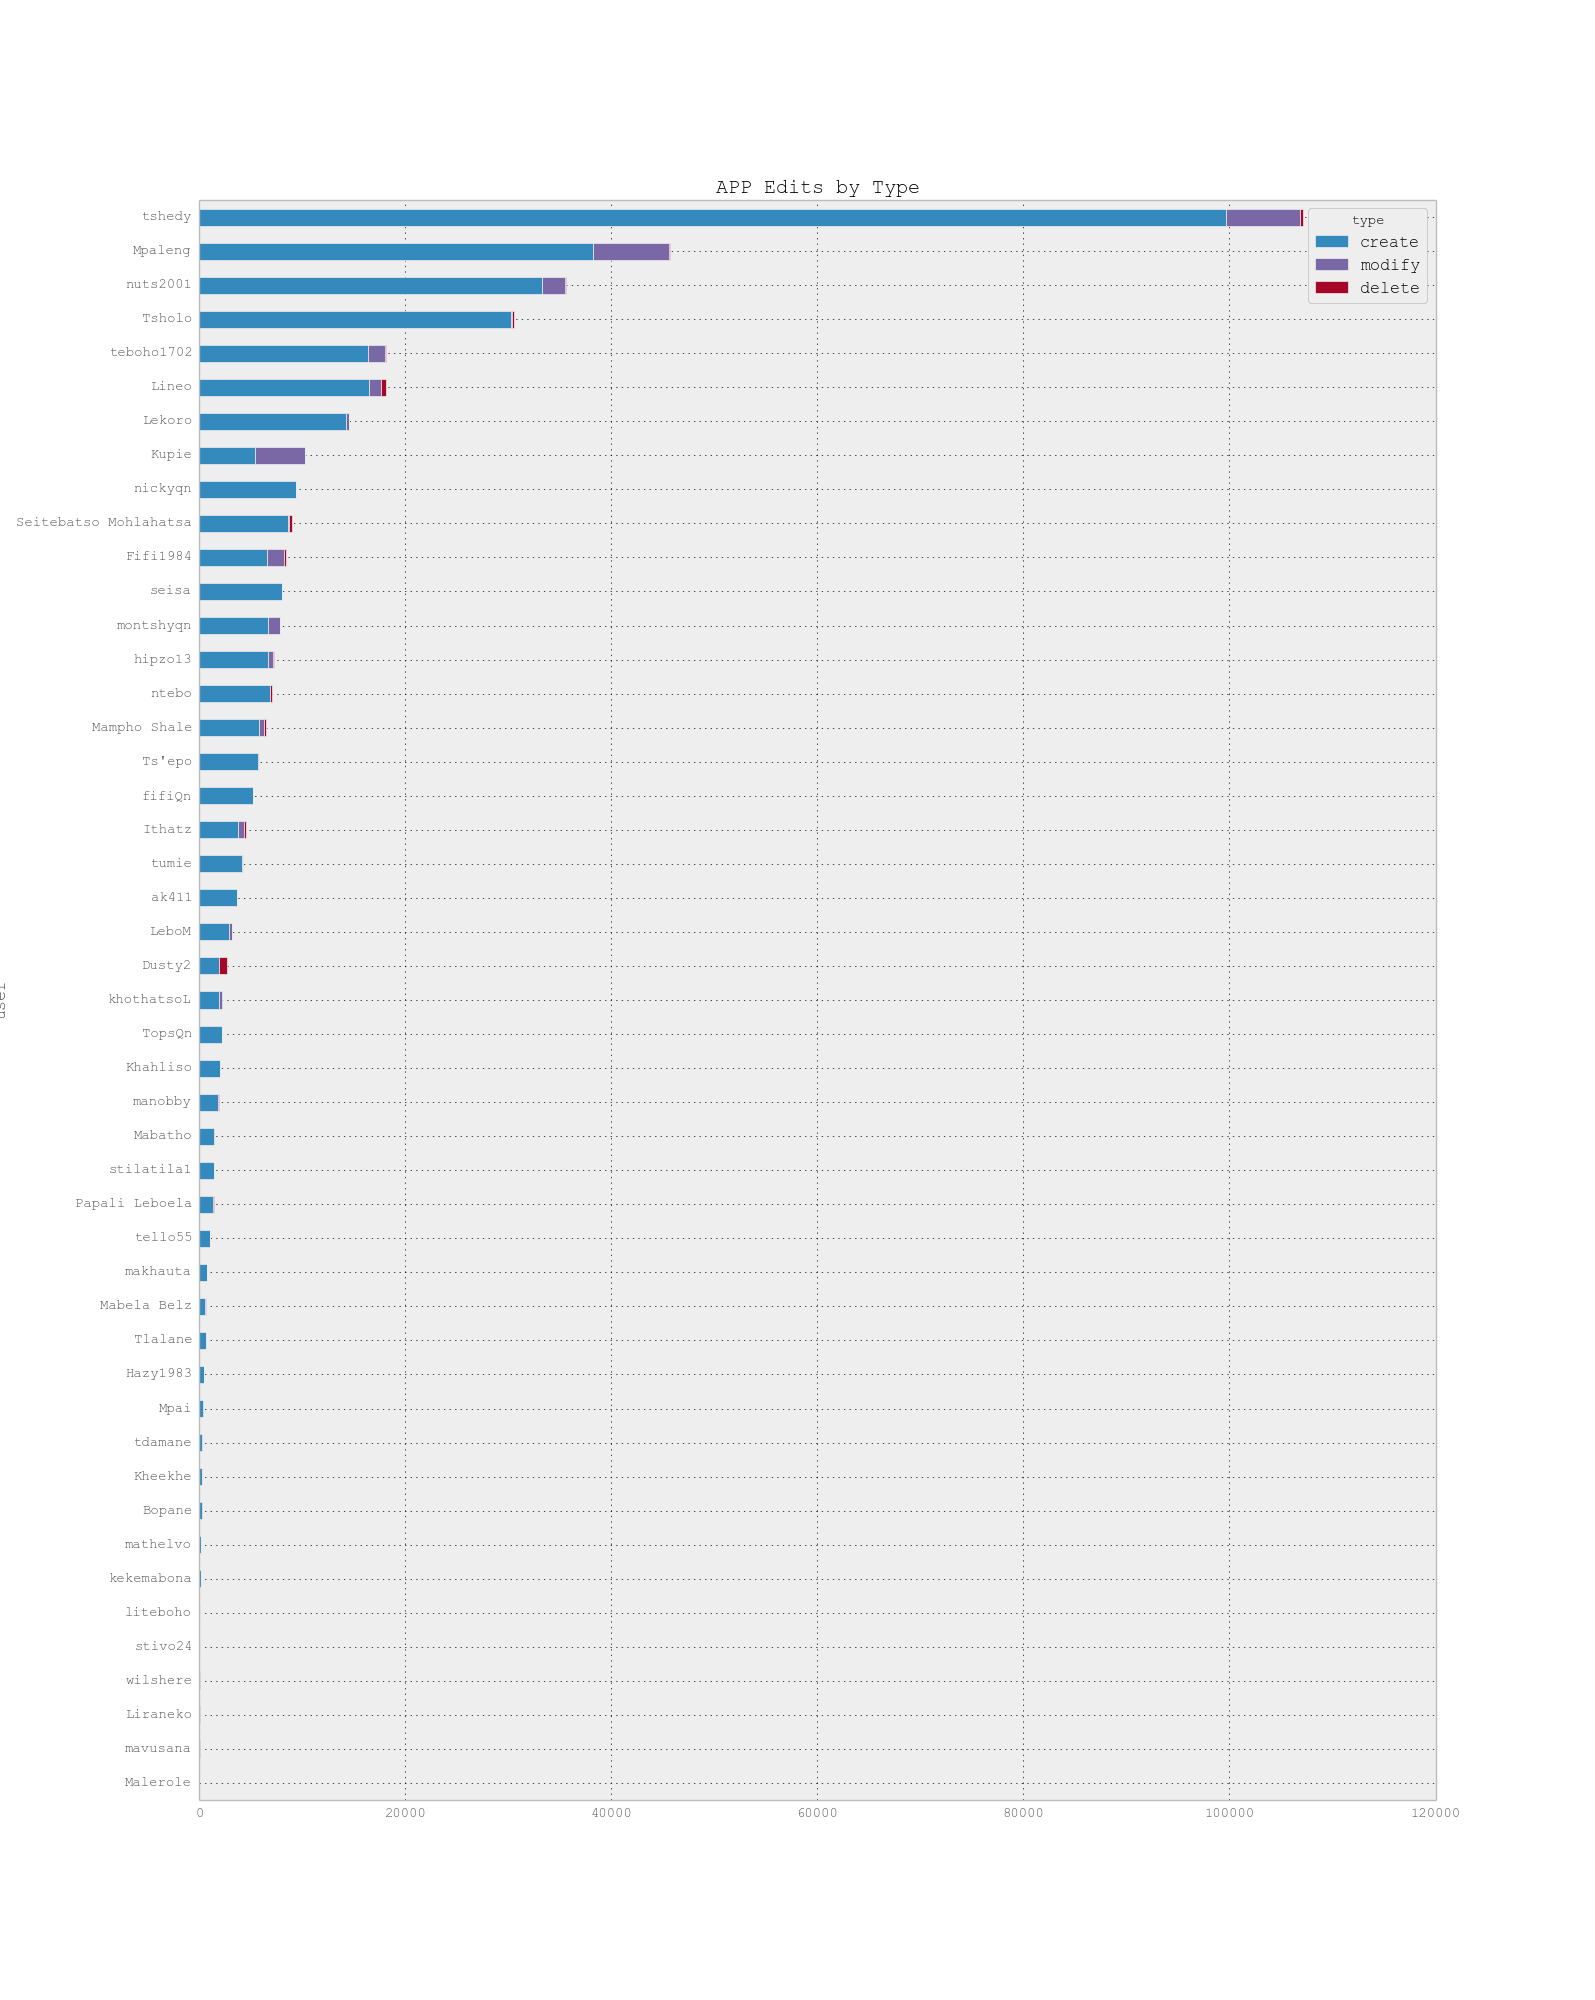 APP Edits by Type
type
create
modify
delete
tshedy
Mpaleng
nuts2001
Tsholo
teboho1702
Lineo
Lekoro
Kupie
nickyqn
Seitebatso Mohlahatsa
Fifi1984
seisa
montshyqn
hipzo13
ntebo
Mampho Shale
Ts'epo
fifiQn
Ithatz
tumie
ak411
LeboM
Dusty2
khothatsoL
TopsQn
Khahliso
manobby
Mabatho
stilatila1
Papali Leboela
tello55
makhauta
Mabela Belz
Tlalane
Hazy1983
Mpai
tdamane
Kheekhe
Bopane
mathelvo
kekemabona
liteboho
stivo24
wilshere
Liraneko
mavusana
Malerole
user
0 20000 40000 60000 80000 100000 120000